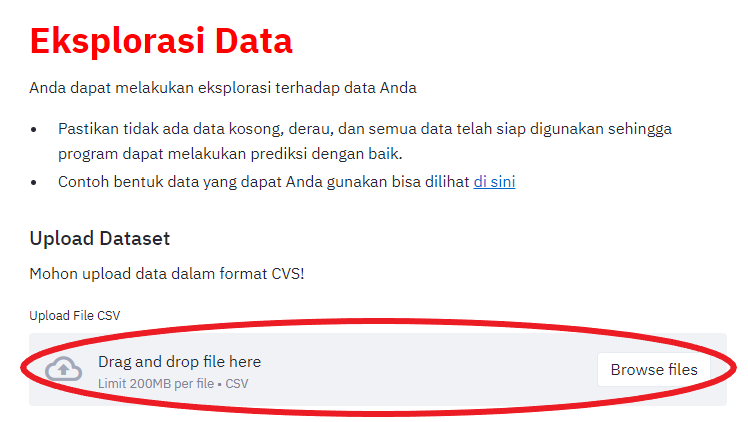 Eksplorasi Data
Anda dapat melakukan eksplorasi terhadap data Anda
• Pastikan tidak ada data kosong, derau, dan semua data telah siap digunakan sehingga
program dapat melakukan prediksi dengan baik.
• Contoh bentuk data yang dapat Anda gunakan bisa dilihat di sini
Upload Dataset
Mohon upload data dalam format CVS!
Upload File CSV
Drag and drop file here
Limit 200MB per file • CSV
Browse files